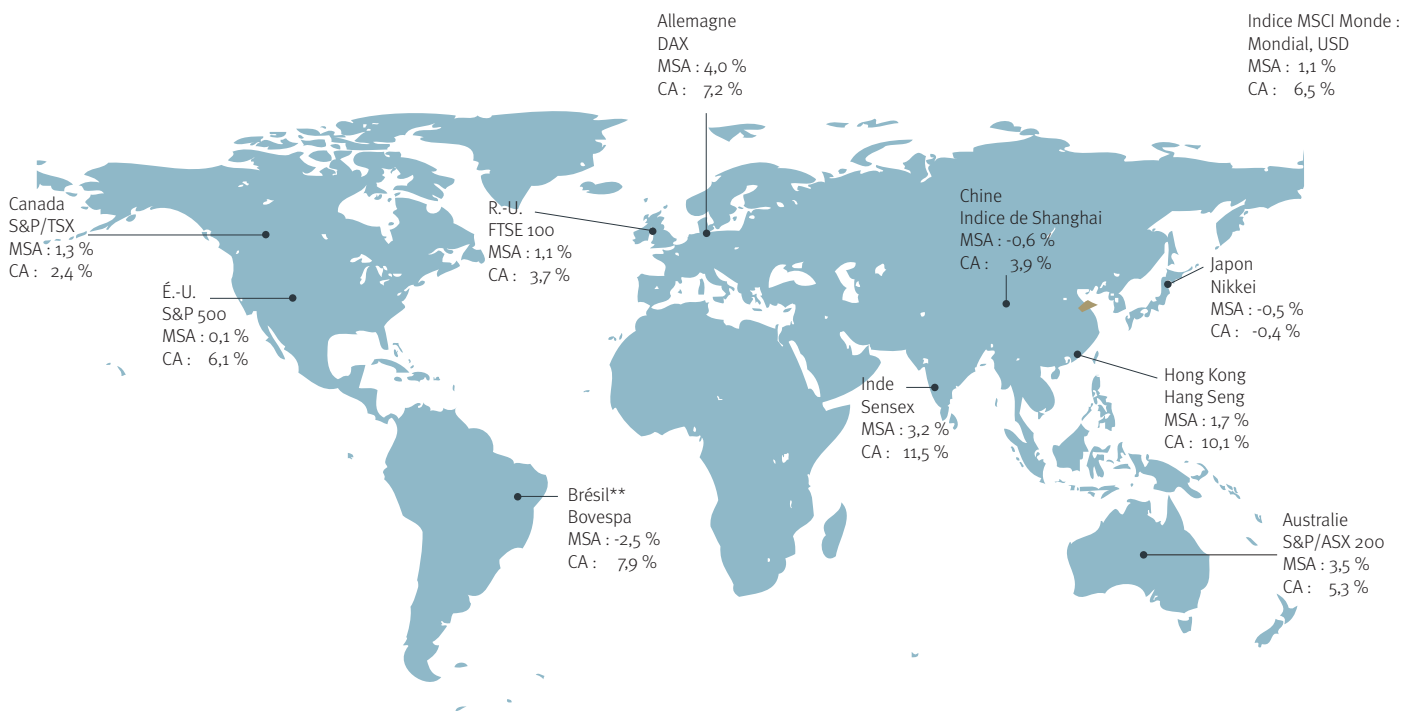 Allemagne
DAX
MSA : 4,0 %
CA : 7,2 %
Indice MSCI Monde :
Mondial, USD
MSA : 1,1 %
CA : 6,5 %
Canada
S&P/TSX
MSA : 1,3 %
CA : 2,4 %
R.-U.
FTSE 100
MSA : 1,1 %
CA : 3,7 %
Chine
Indice de Shanghai
MSA : -0,6 %
CA : 3,9 %
Japon
Nikkei
MSA : -0,5 %
CA : -0,4 %
É.-U.
S&P 500
MSA : 0,1 %
CA : 6,1 %
Inde
Sensex
MSA : 3,2 %
CA : 11,5 %
Hong Kong
Hang Seng
MSA : 1,7 %
CA : 10,1 %
Brésil**
Bovespa
MSA : -2,5 %
CA : 7,9 %
Australie
S&P/ASX 200
MSA : 3,5 %
CA : 5,3 %